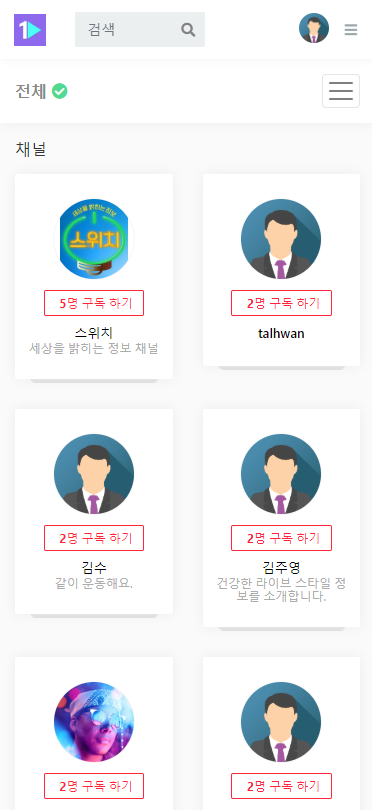 1
검색
전체
채널
세상을 밝히는 정보
스위치
5명 구독 하기
2명 구독 하기
스위치
talhwan
세상을 밝히는 정보 채널
2명 구독 하기
2명 구독 하기
김수
김주영
같이 운동해요.
건강한 라이브 스타일 정
보를 소개합니다.
2명 구독 하기
2명 구독 하기